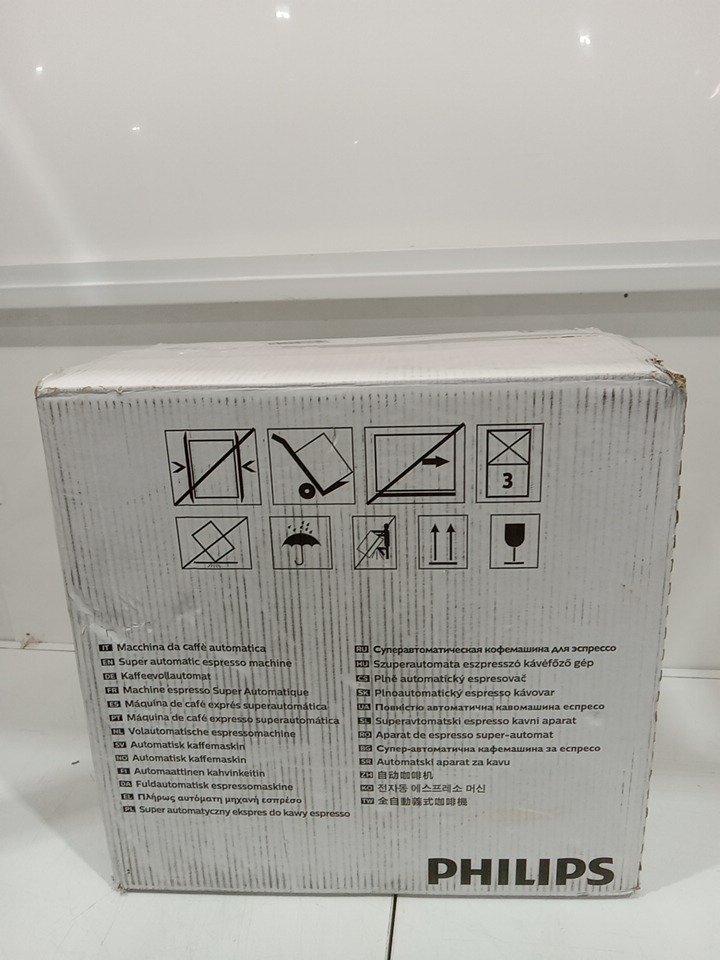 3
IT Macchina da caffè automatica
EN Super automatic espresso machine
DE Kaffeevollautomat
FR Machine espresso Super Automatique
ES Máquina de café exprés superautomática
PT Máquina de café expresso superautomática
NL Volautomatische espressomachine
SV Automatisk kaffemaskin
NO Automatisk kaffemaskin
FI Automaattinen kahvinkeitin
DA Fuldautomatisk espressomaskine
EL Πλήρως αυτόματη μηχανή εσπρέσο
PL Super automatyczny ekspres do kawy espresso
RU Суперавтоматическая кофемашина для эспрессо
HU Szuperautomata eszpresszó kávéfőző gép
CS Plně automatický espresovač
SK Plnoautomatický espresso kávovar
UA Повністю автоматична кавомашина еспресо
SL Superavtomatski espresso kavni aparat
RO Aparat de espresso super-automat
BG Супер-автоматична кафемашина за еспресо
SR Automatski aparat za kavu
ZH 自动咖啡机
KO 전자동 에스프레소 머신
TW 全自動義式咖啡機
PHILIPS